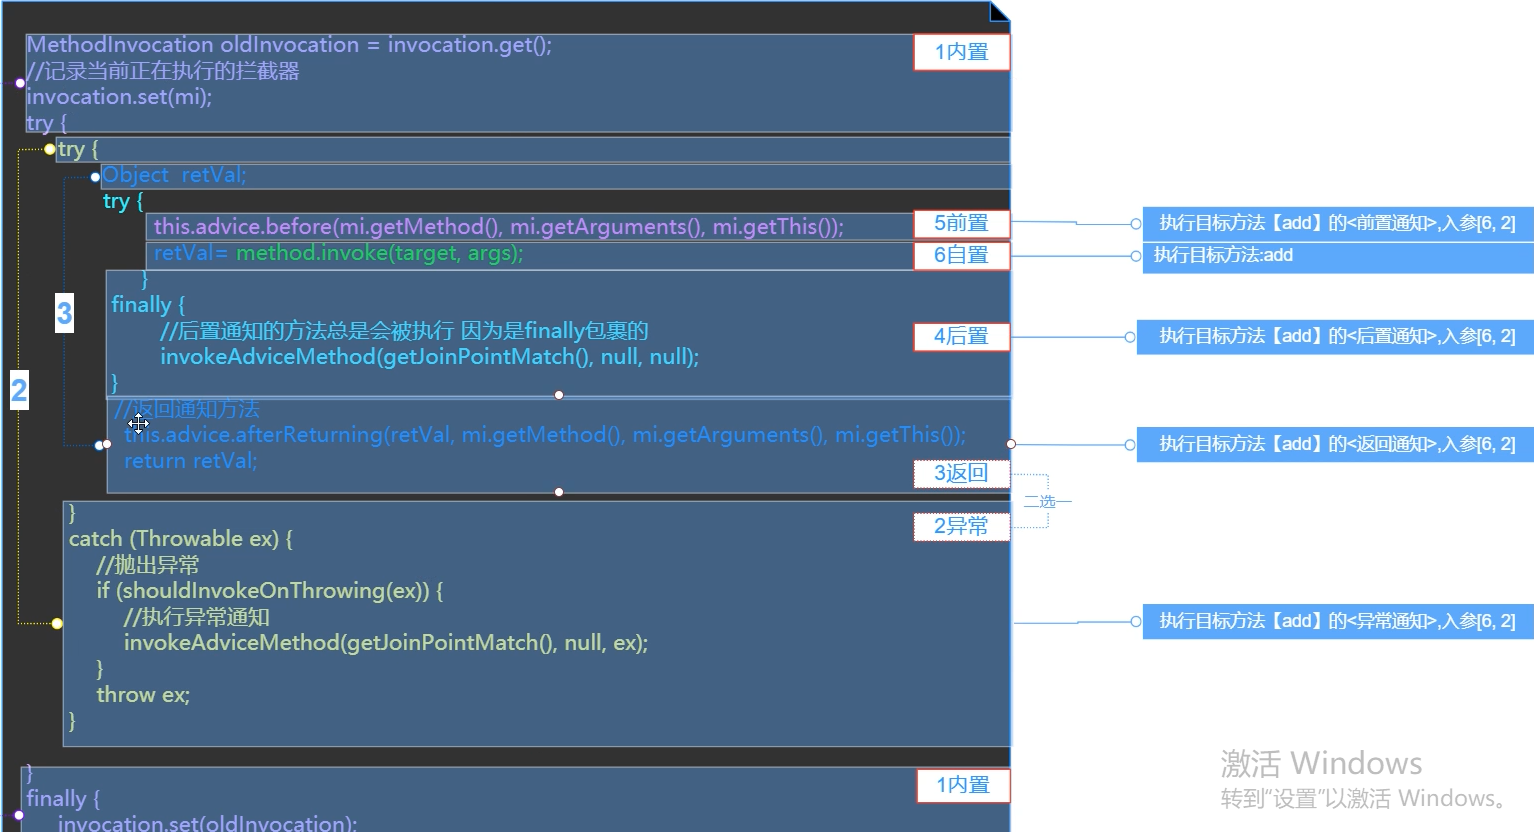 MethodInvocation oldInvocation = invocation.get();
1内置
//记录当前正在执行的拦截器
invocation.set(mi);
try {
try {
Object  retVal;
try {
this.advice.before(mi.getMethod(), mi.getArguments(), mi.getThis());
5前置
执行目标方法【add】的<前置通知>,入参[6, 2]
retVal= method.invoke(target, args);
6自置
执行目标方法:add
}
finally {
3
//后置通知的方法总是会被执行 因为是finally包裹的
4后置
执行目标方法【add】的<后置通知>,入参[6, 2]
invokeAdviceMethod(getJoinPointMatch(), null, null);
}
2
//返回通知方法
this.advice.afterReturning(retVal, mi.getMethod(), mi.getArguments(), mi.getThis());
执行目标方法【add】的<返回通知>,入参[6, 2]
return retVal;
3返回
二选一
}
2异常
catch (Throwable ex) {
//抛出异常
if (shouldInvokeOnThrowing(ex)) {
//执行异常通知
执行目标方法【add】的<异常通知>,入参[6, 2]
invokeAdviceMethod(getJoinPointMatch(), null, ex);
}
throw ex;
}
}
1内置
finally {
invocation.set(oldInvocation);
激活 Windows
转到“设置”以激活 Windows。